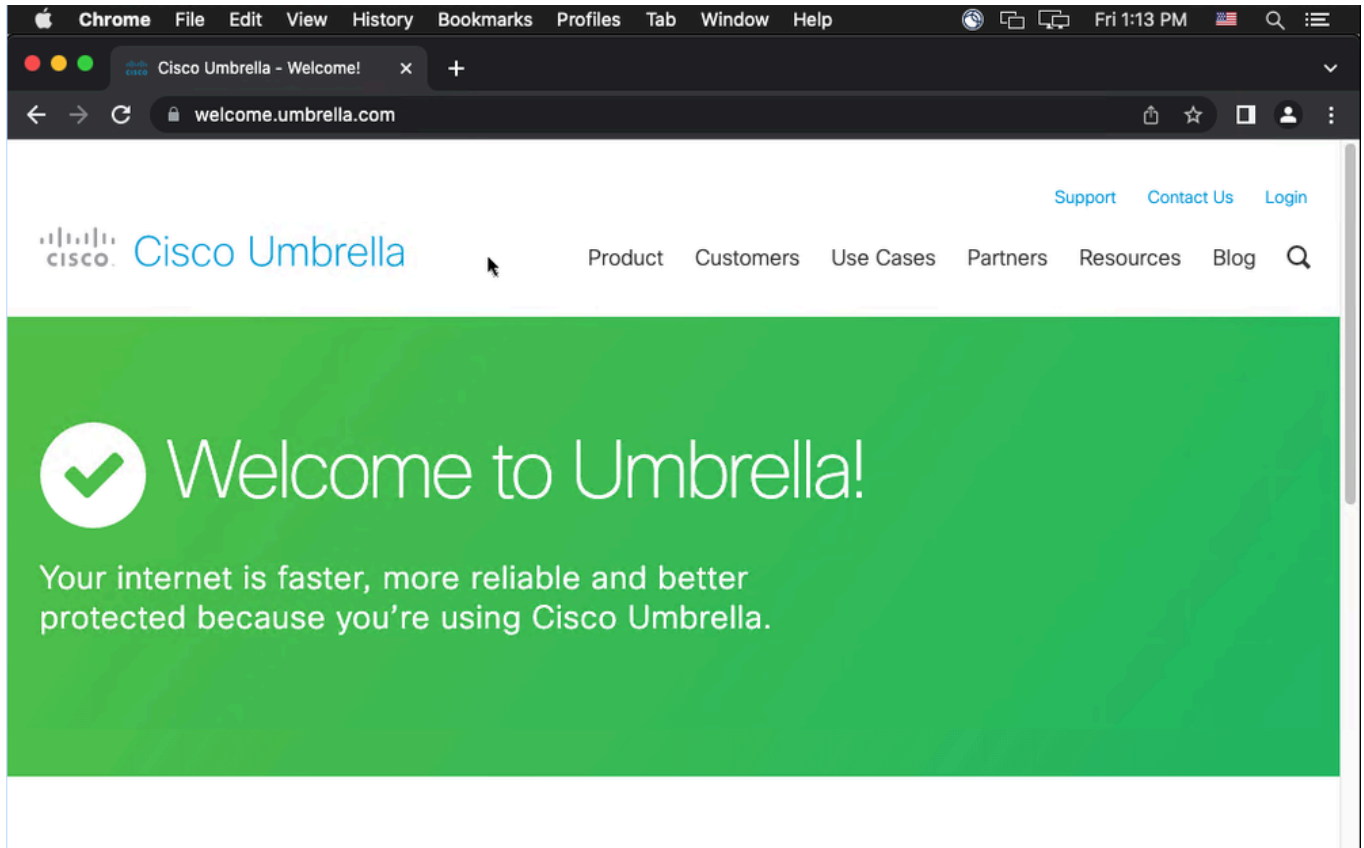 Chrome File Edit View History Bookmarks Profiles Tab Window Help Fri 1:13 PM
CISCO Cisco Umbrella - Welcome!
welcome.umbrella.com
Support Contact Us Login
CISCO. Cisco Umbrella Product Customers Use Cases Partners Resources Blog
Welcome to Umbrella!
Your internet is faster, more reliable and better
protected because you’re using Cisco Umbrella.